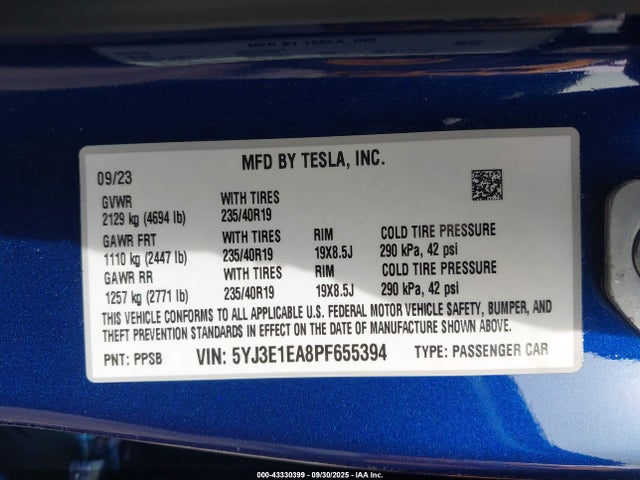 MFD BY TESLA, INC.
MFD BY TESLA, INC.
09/23
GVWR WITH TIRES
2129 kg (4694 lb) 235/40R19
GAWR FRT WITH TIRES RIM COLD TIRE PRESSURE
1110 kg (2447 lb) 235/40R19 19X8.5J 290 kPa, 42 psi
GAWR RR WITH TIRES RIM COLD TIRE PRESSURE
1257 kg (2771 lb) 235/40R19 19X8.5J 290 kPa, 42 psi
THIS VEHICLE CONFORMS TO ALL APPLICABLE U.S. FEDERAL MOTOR VEHICLE SAFETY, BUMPER, AND
THEFT PREVENTION STANDARDS IN EFFECT ON THE DATE OF MANUFACTURE SHOWN ABOVE.
PNT: PPSB VIN: 5YJ3E1EA8PF655394 TYPE: PASSENGER CAR
000-43330399 - 09/30/2025 - IAA Inc.